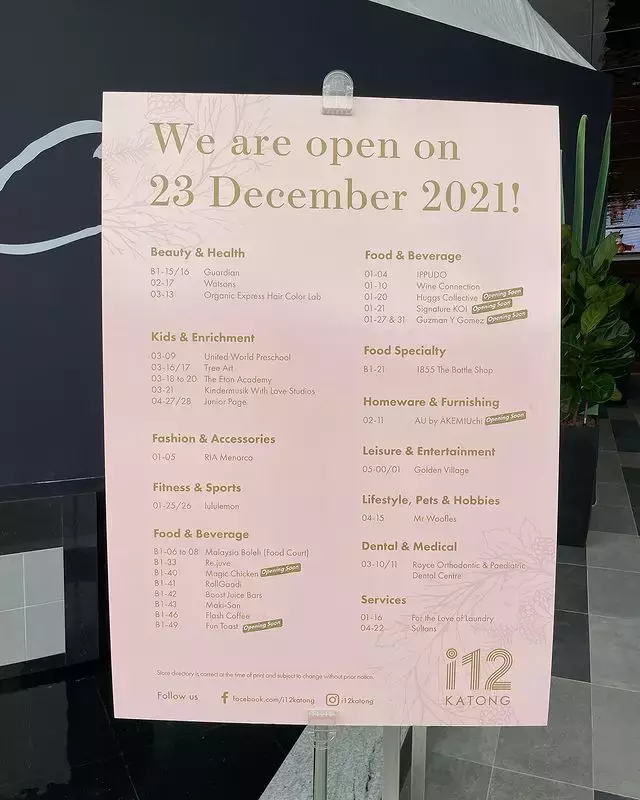 We are open on
23 December 2021!
Beauty & Health
B1-15/16 Guardian
02-17 Watsons
03-13 Organic Express Hair Color Lab
Kids & Enrichment
03-09 United World Preschool
03-16/17 Tree Art
03-18 to 20 The Eton Academy
03-21 Kindermusik With Love Studios
04-27/28 Junior Page
Fashion & Accessories
01-05 RIA Menorca
Fitness & Sports
01-25/26 lululemon
Food & Beverage
B1-06 to 08 Malaysia Boleh (Food Court)
B1-33 Re.juve
B1-40 Magic Chicken Opening Soon
B1-41 RollGaadi
B1-42 Boost Juice Bars
B1-43 Maki-San
B1-46 Flash Coffee
B1-49 Fun Toast Opening Soon
Food & Beverage
01-04 IPPUDO
01-10 Wine Connection
01-20 Huggs Collective Opening Soon
01-21 Signature KOI Opening Soon
01-27 & 31 Guzman Y Gomez Opening Soon
Food Specialty
B1-21 1855 The Bottle Shop
Homeware & Furnishing
02-11 AU by AKEMIUchi Opening Soon
Leisure & Entertainment
05-00/01 Golden Village
Lifestyle, Pets & Hobbies
04-15 Mr Woofles
Dental & Medical
03-10/11 Royce Orthodontic & Paediatric
Dental Centre
Services
01-16 For the Love of Laundry
04-22 Sultans
Store directory is correct at the time of print and subject to change without prior notice.
Follow us facebook.com/i12katong i12katong
i12
KATONG